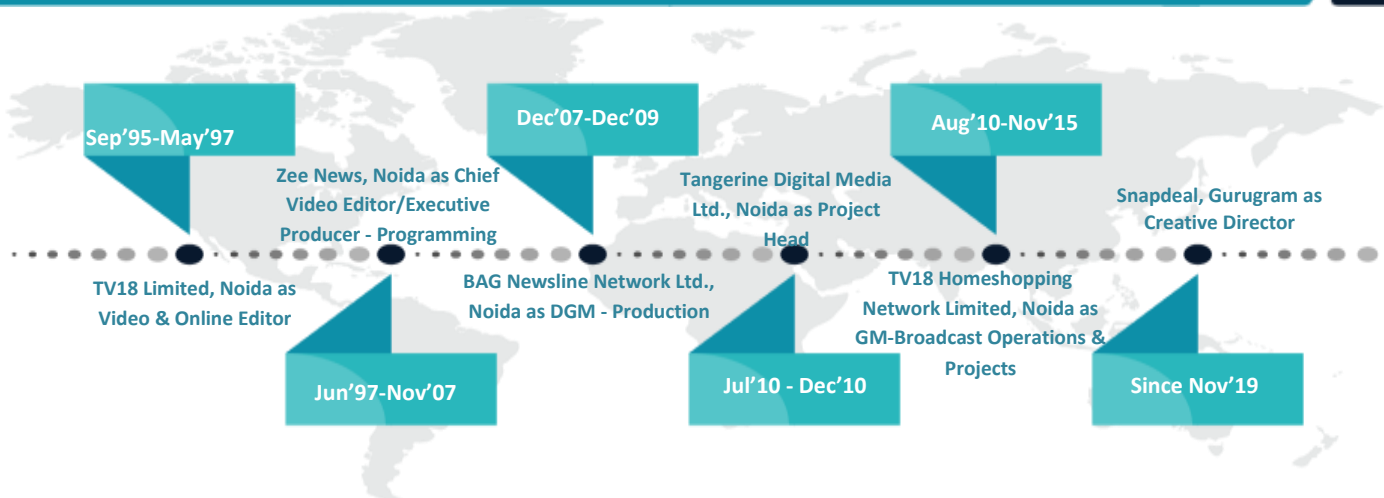 Sep’95-May’97
TV18 Limited, Noida as
Video & Online Editor
Zee News, Noida as Chief
Video Editor/Executive
Producer - Programming
Jun’97-Nov’07
Dec’07-Dec’09
BAG Newsline Network Ltd.,
Noida as DGM - Production
Tangerine Digital Media
Ltd., Noida as Project
Head
Jul’10 - Dec’10
Aug’10-Nov’15
TV18 Homeshopping
Network Limited, Noida as
GM-Broadcast Operations &
Projects
Snapdeal, Gurugram as
Creative Director
Since Nov’19